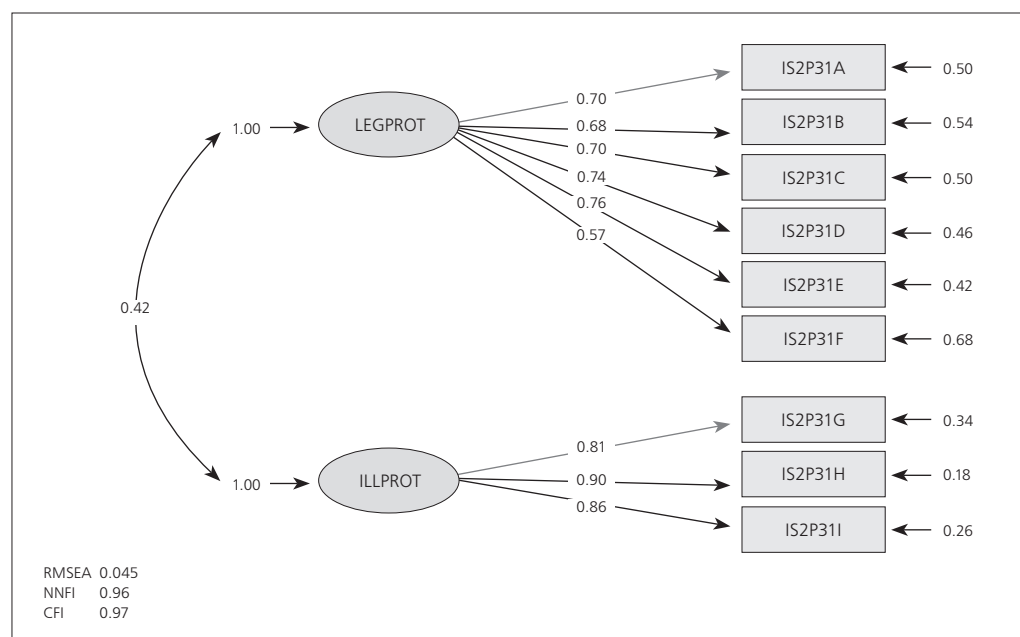 IS2P31A
0.50
0.70
1.00
LEGPROT
0.68
IS2P31B
0.54
0.70
IS2P31C
0.50
0.74
IS2P31D
0.46
0.76
IS2P31E
0.42
0.57
IS2P31F
0.68
0.42
IS2P31G
0.34
0.81
1.00
ILLPROT
0.90
IS2P31H
0.18
0.86
IS2P31I
0.26
RMSEA 0.045
NNFI 0.96
CFI 0.97